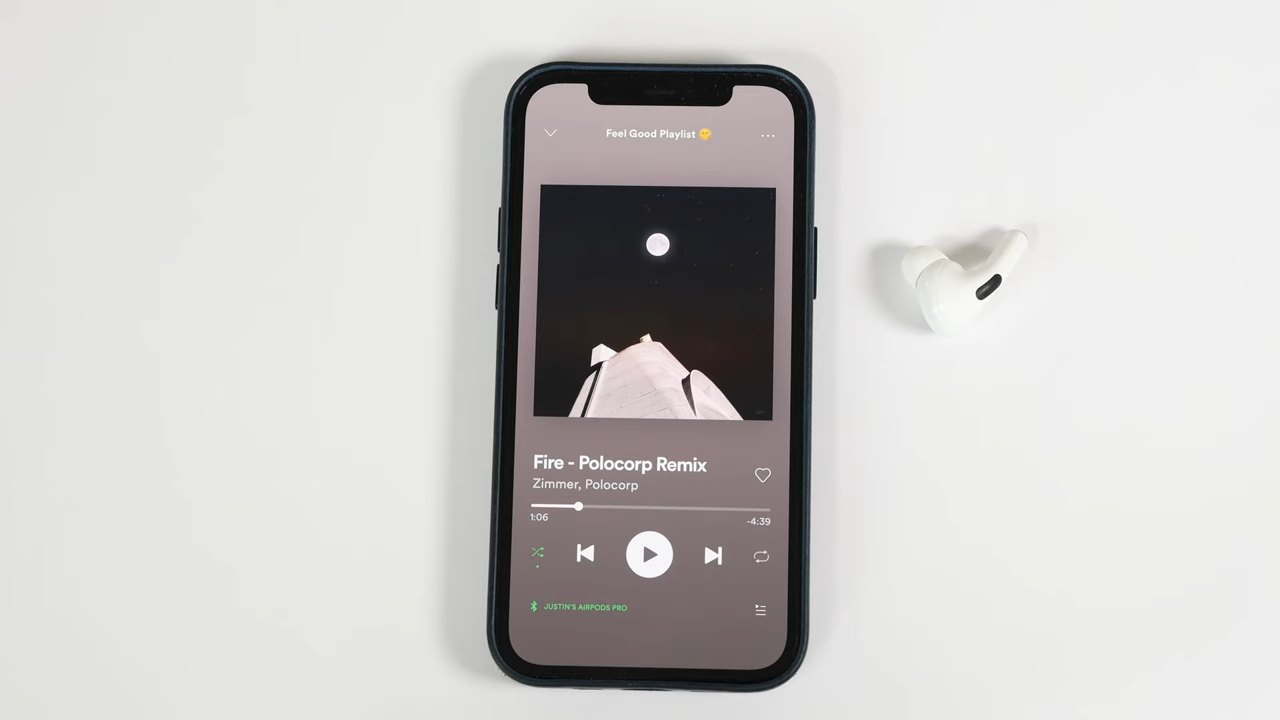 Feel Good Playlist 🌞
Fire - Polocorp Remix
Zimmer, Polocorp
1:06
-4:39
JUSTIN'S AIRPODS PRO